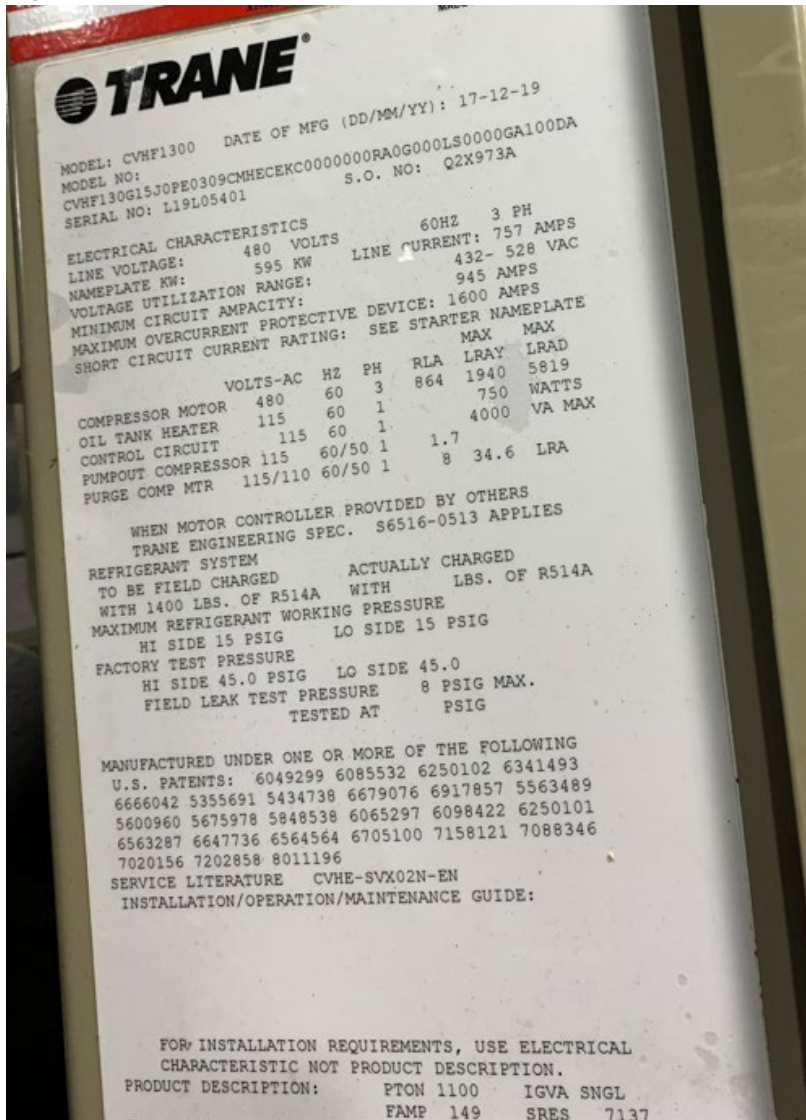 TRANE
MODEL: CVHF1300 DATE OF MFG (DD/MM/YY): 17-12-19
MODEL NO:
CVHF130G15J0PE0309CMHECEKC0000000RA0G000LS0000GA100DA
SERIAL NO: L19L05401 S.O. NO: Q2X973A
ELECTRICAL CHARACTERISTICS
LINE VOLTAGE: 480 VOLTS 60HZ 3 PH
NAMEPLATE KW: 595 KW LINE CURRENT: 757 AMPS
VOLTAGE UTILIZATION RANGE: 432- 528 VAC
MINIMUM CIRCUIT AMPACITY: 945 AMPS
MAXIMUM OVERCURRENT PROTECTIVE DEVICE: 1600 AMPS
SHORT CIRCUIT CURRENT RATING: SEE STARTER NAMEPLATE
MAX MAX
VOLTS-AC HZ PH RLA LRAY LRAD
COMPRESSOR MOTOR 480 60 3 864 1940 5819
OIL TANK HEATER 115 60 1 750 WATTS
CONTROL CIRCUIT 115 60 1 4000 VA MAX
PUMPOUT COMPRESSOR 115 60/50 1 1.7
PURGE COMP MTR 115/110 60/50 1 8 34.6 LRA
WHEN MOTOR CONTROLLER PROVIDED BY OTHERS
TRANE ENGINEERING SPEC. S6516-0513 APPLIES
REFRIGERANT SYSTEM
TO BE FIELD CHARGED ACTUALLY CHARGED
WITH 1400 LBS. OF R514A WITH LBS. OF R514A
MAXIMUM REFRIGERANT WORKING PRESSURE
HI SIDE 15 PSIG LO SIDE 15 PSIG
FACTORY TEST PRESSURE
HI SIDE 45.0 PSIG LO SIDE 45.0
FIELD LEAK TEST PRESSURE 8 PSIG MAX.
TESTED AT PSIG
MANUFACTURED UNDER ONE OR MORE OF THE FOLLOWING
U.S. PATENTS: 6049299 6085532 6250102 6341493
6666042 5355691 5434738 6679076 6917857 5563489
5600960 5675978 5848538 6065297 6098422 6250101
6563287 6647736 6564564 6705100 7158121 7088346
7020156 7202858 8011196
SERVICE LITERATURE CVHE-SVX02N-EN
INSTALLATION/OPERATION/MAINTENANCE GUIDE:
FOR INSTALLATION REQUIREMENTS, USE ELECTRICAL
CHARACTERISTIC NOT PRODUCT DESCRIPTION.
PRODUCT DESCRIPTION: PTON 1100 IGVA SNGL
FAMP 149 SRES 7137